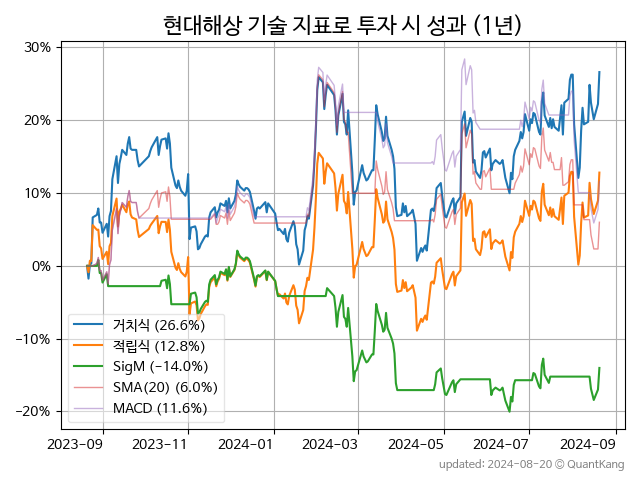 현대해상 기술 지표로 투자 시 성과 (1년)
30%
20%
10%
0%
−10%
−20%
거치식 (26.6%)
적립식 (12.8%)
SigM (−14.0%)
SMA(20) (6.0%)
MACD (11.6%)
2023-09 2023-11 2024-01 2024-03 2024-05 2024-07 2024-09
updated: 2024-08-20 © QuantKang